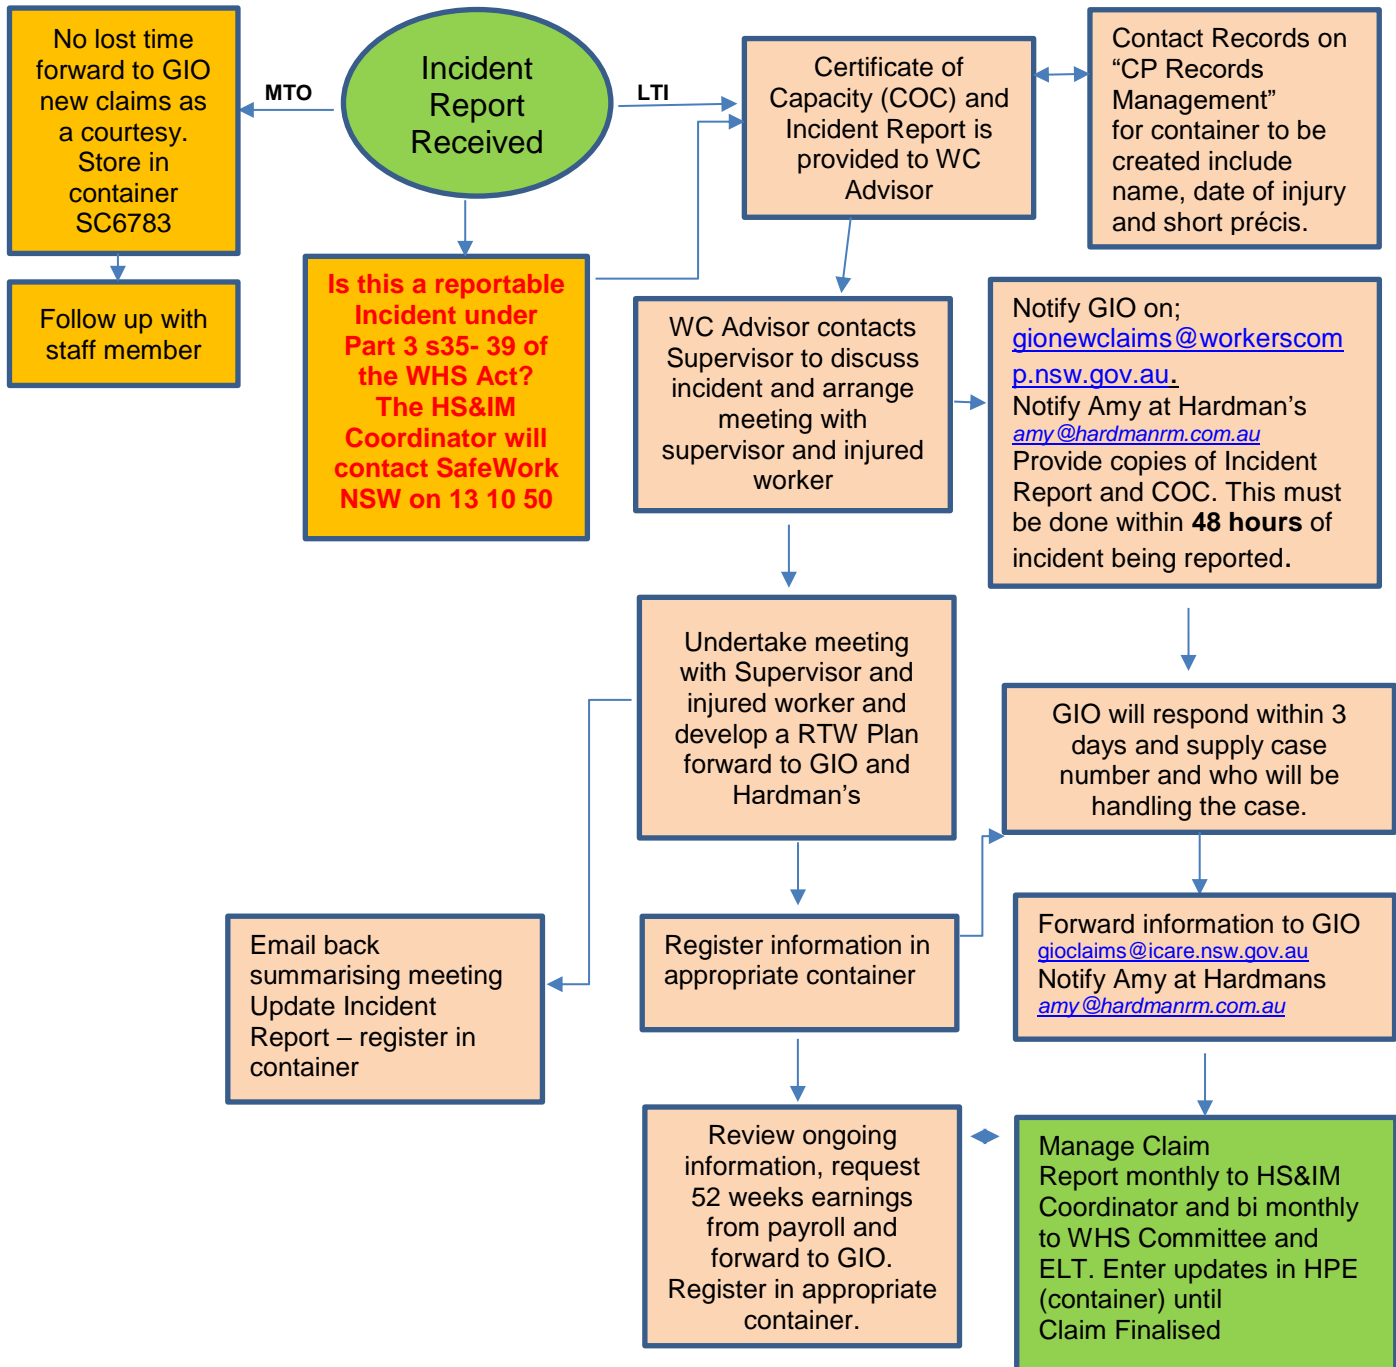 No lost time
forward to GIO
new claims as
a courtesy.
Store in
container
SC6783
MTO
Incident
Report
Received
LTI
Certificate of
Capacity (COC) and
Incident Report is
provided to WC
Advisor
Contact Records on
“CP Records
Management”
for container to be
created include
name, date of injury
and short précis.
Follow up with
staff member
Is this a reportable
Incident under
Part 3 s35- 39 of
the WHS Act?
The HS&IM
Coordinator will
contact SafeWork
NSW on 13 10 50
WC Advisor contacts
Supervisor to discuss
incident and arrange
meeting with
supervisor and injured
worker
Notify GIO on;
gionewclaims@workerscom
p.nsw.gov.au.
Notify Amy at Hardman’s
amy@hardmanrm.com.au
Provide copies of Incident
Report and COC. This must
be done within 48 hours of
incident being reported.
Undertake meeting
with Supervisor and
injured worker and
develop a RTW Plan
forward to GIO and
Hardman’s
GIO will respond within 3
days and supply case
number and who will be
handling the case.
Email back
summarising meeting
Update Incident
Report – register in
container
Register information in
appropriate container
Forward information to GIO
gioclaims@icare.nsw.gov.au
Notify Amy at Hardmans
amy@hardmanrm.com.au
Review ongoing
information, request
52 weeks earnings
from payroll and
forward to GIO.
Register in appropriate
container.
Manage Claim
Report monthly to HS&IM
Coordinator and bi monthly
to WHS Committee and
ELT. Enter updates in HPE
(container) until
Claim Finalised